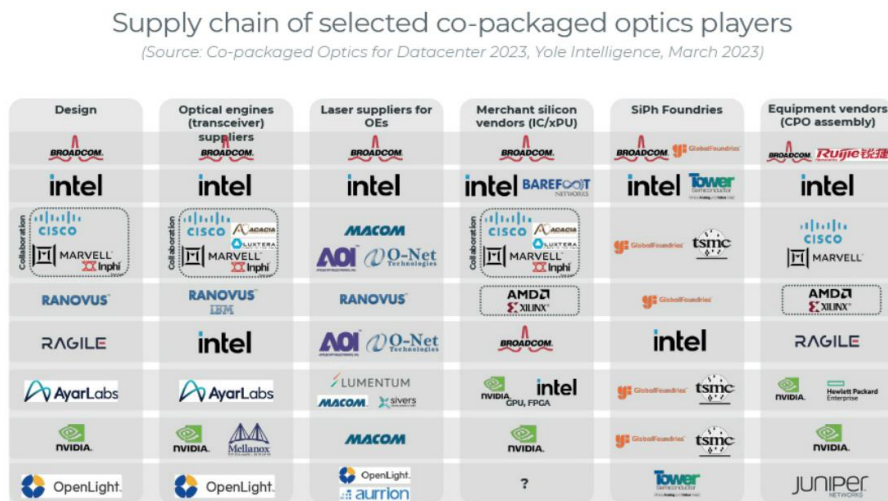 Supply chain of selected co-packaged optics players
(Source: Co-packaged Optics for Datacenter 2023, Yole Intelligence, March 2023)
Design
Optical engines (transceiver) suppliers
Laser suppliers for OEs
Merchant silicon vendors (IC/xPU)
SiPh Foundries
Equipment vendors (CPO assembly)
BROADCOM
BROADCOM
BROADCOM
BROADCOM
BROADCOM GlobalFoundries
BROADCOM Ruijie 锐捷
intel
intel
intel
intel BAREFOOT NETWORKS
intel Tower Semiconductor
intel
Collaboration
CISCO
MARVELL
Inphi
Collaboration
CISCO ACACIA
LUXTERA
MARVELL
Inphi
MACOM
AOI O-Net Technologies
Collaboration
CISCO ACACIA
LUXTERA
MARVELL
Inphi
GlobalFoundries tsmc
CISCO
MARVELL
RANOVUS
RANOVUS
IBM
RANOVUS
AMD
XILINX
GlobalFoundries
AMD
XILINX
RAGILE
intel
AOI O-Net Technologies
BROADCOM
intel
RAGILE
AyarLabs
AyarLabs
LUMENTUM
MACOM sivers
NVIDIA intel
GPU, FPGA
GlobalFoundries tsmc
NVIDIA Hewlett Packard Enterprise
NVIDIA
NVIDIA Mellanox
MACOM
NVIDIA
GlobalFoundries tsmc
NVIDIA
OpenLight
OpenLight
OpenLight
aurrion
?
Tower Semiconductor
JUNIPER NETWORKS